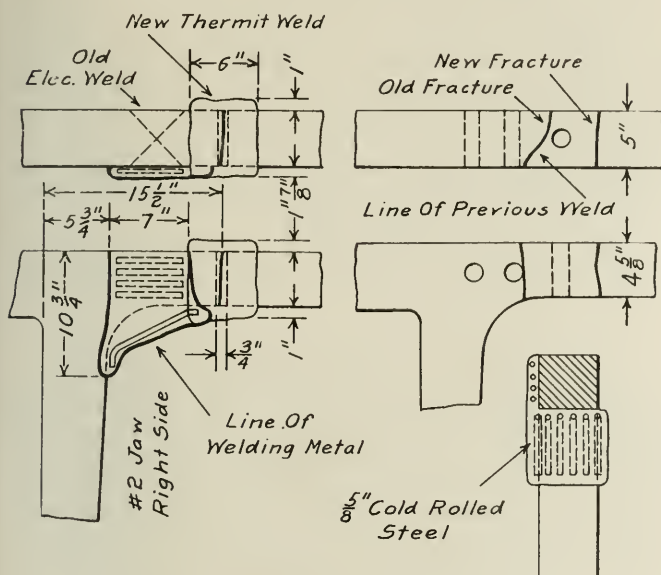 New Thermit Weld
Old
Elec. Weld
6"
1"
New Fracture
Old Fracture
5"
15 1/2"
7/8"
5 3/4"
7"
1"
Line Of Previous Weld
10 3/4"
4 5/8"
3/4"
1"
Line Of
Welding Metal
#2 Jaw
Right Side
5/8" Cold Rolled
Steel